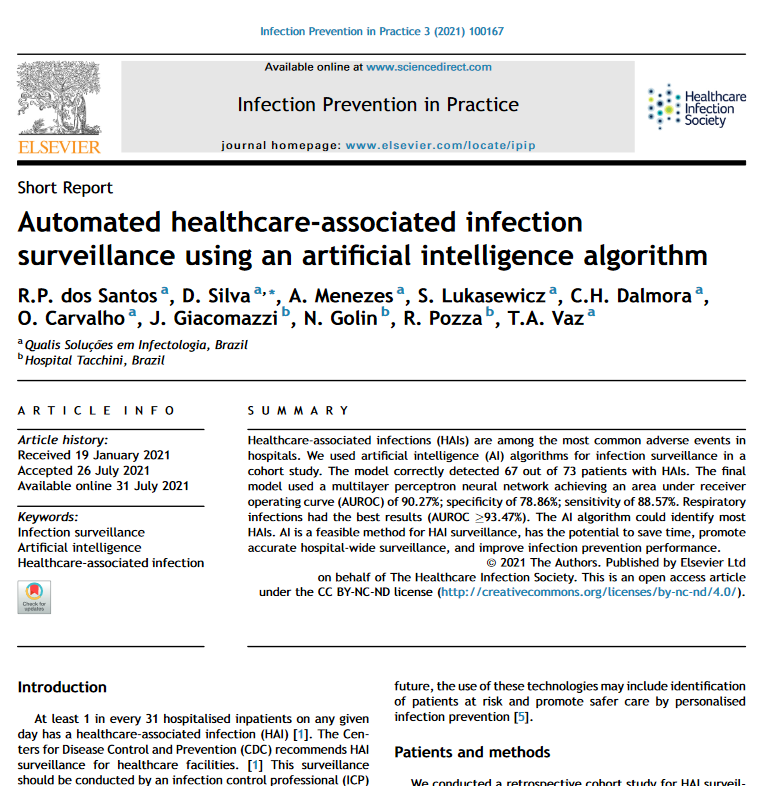 Infection Prevention in Practice 3 (2021) 100167
Available online at www.sciencedirect.com
Infection Prevention in Practice
journal homepage: www.elsevier.com/locate/ipip
ELSEVIER
Healthcare
Infection
Society
Short Report
Automated healthcare-associated infection
surveillance using an artificial intelligence algorithm
R.P. dos Santos a, D. Silva a,*, A. Menezes a, S. Lukasewicz a, C.H. Dalmora a,
O. Carvalho a, J. Giacomazzi b, N. Golin b, R. Pozza b, T.A. Vaz a
a Qualis Soluções em Infectologia, Brazil
b Hospital Tacchini, Brazil
ARTICLE INFO
Article history:
Received 19 January 2021
Accepted 26 July 2021
Available online 31 July 2021
Keywords:
Infection surveillance
Artificial intelligence
Healthcare-associated infection
Check for
updates
SUMMARY
Healthcare-associated infections (HAIs) are among the most common adverse events in
hospitals. We used artificial intelligence (AI) algorithms for infection surveillance in a
cohort study. The model correctly detected 67 out of 73 patients with HAIs. The final
model used a multilayer perceptron neural network achieving an area under receiver
operating curve (AUROC) of 90.27%; specificity of 78.86%; sensitivity of 88.57%. Respiratory
infections had the best results (AUROC ≥93.47%). The AI algorithm could identify most
HAIs. AI is a feasible method for HAI surveillance, has the potential to save time, promote
accurate hospital-wide surveillance, and improve infection prevention performance.
© 2021 The Authors. Published by Elsevier Ltd
on behalf of The Healthcare Infection Society. This is an open access article
under the CC BY-NC-ND license (http://creativecommons.org/licenses/by-nc-nd/4.0/).
Introduction
At least 1 in every 31 hospitalised inpatients on any given
day has a healthcare-associated infection (HAI) [1]. The Cen-
ters for Disease Control and Prevention (CDC) recommends HAI
surveillance for healthcare facilities. [1] This surveillance
should be conducted by an infection control professional (ICP)
future, the use of these technologies may include identification
of patients at risk and promote safer care by personalised
infection prevention [5].
Patients and methods
We conducted a retrospective cohort study for HAI surveil-